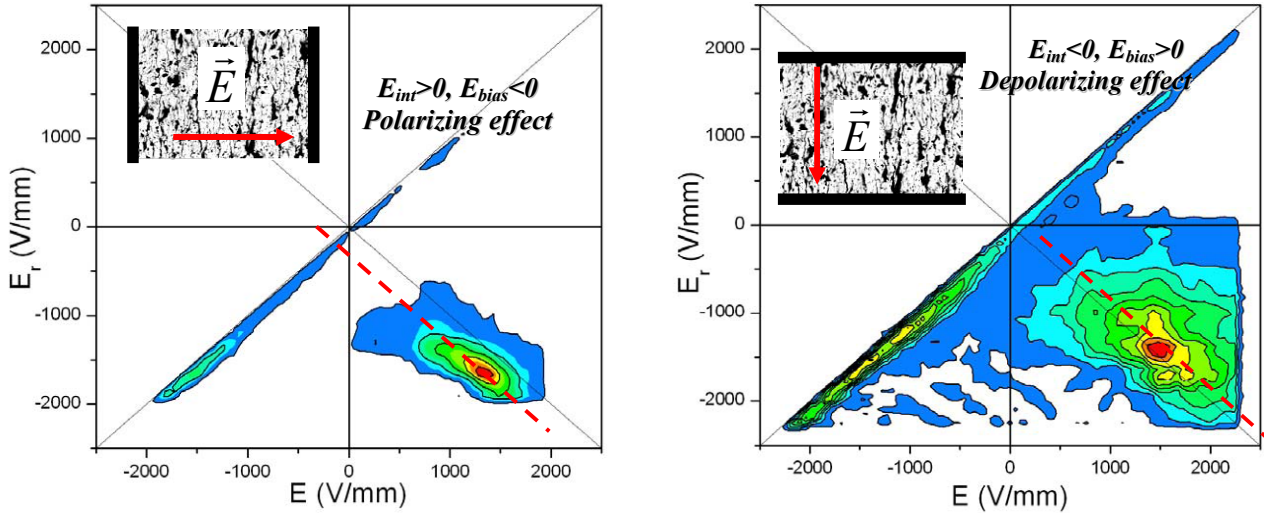 E_int>0, E_bias<0
Polarizing effect
E
2000
1000
0
-1000
-2000
E_r (V/mm)
-2000
-1000
0
1000
2000
E (V/mm)
E_int<0, E_bias>0
Depolarizing effect
E
2000
1000
0
-1000
-2000
E_r (V/mm)
-2000
-1000
0
1000
2000
E (V/mm)